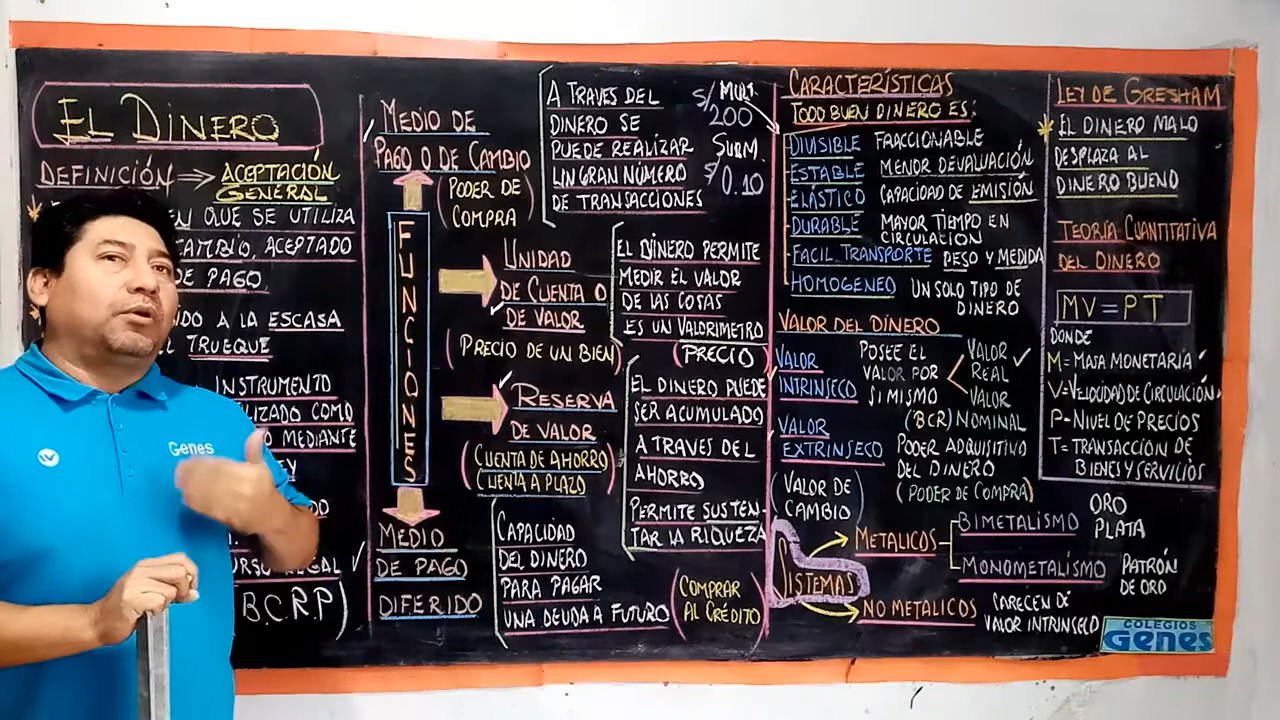 EL DINERO
DEFINICIÓN ⇒ ACEPTACIÓN
GENERAL
EN QUE SE UTILIZA
CAMBIO, ACEPTADO
DE PAGO,
A LA ESCASA
TRUEQUE
INSTRUMENTO
COMO
MEDIANTE
(B.C.R.P)
MEDIO DE
PAGO O DE CAMBIO
(PODER DE
COMPRA)
A TRAVES DEL
DINERO SE
PUEDE REALIZAR
UN GRAN NÚMERO
DE TRANSACCIONES
MULT.
S/200
SUBM.
S/0.10
FUNCIONES
UNIDAD
DE CUENTA O
DE VALOR
(PRECIO DE UN BIEN)
EL DINERO PERMITE
MEDIR EL VALOR
DE LAS COSAS
ES UN VALORIMETRO
(PRECIO)
RESERVA
DE VALOR
(CUENTA DE AHORRO
CUENTA A PLAZO)
EL DINERO PUEDE
SER ACUMULADO
A TRAVES DEL
AHORRO
PERMITE SUSTEN-
TAR LA RIQUEZA
MEDIO
DE PAGO
DIFERIDO
CAPACIDAD
DEL DINERO
PARA PAGAR
UNA DEUDA A FUTURO
(COMPRAR
AL CRÉDITO)
CARACTERÍSTICAS
TODO BUEN DINERO ES:
DIVISIBLE FRACCIONABLE
ESTABLE MENOR DEVALUACIÓN
ELÁSTICO CAPACIDAD DE EMISIÓN
DURABLE MAYOR TIEMPO EN
CIRCULACIÓN
FACIL TRANSPORTE PESO Y MEDIDA
HOMOGENEO UN SOLO TIPO DE
DINERO
VALOR DEL DINERO
VALOR
INTRINSECO
POSEE EL
VALOR POR
SI MISMO
VALOR
REAL
VALOR
(BCR) NOMINAL
VALOR
EXTRINSECO
PODER ADQUISITIVO
DEL DINERO
(PODER DE COMPRA)
(VALOR DE
CAMBIO)
SISTEMAS
METALICOS
BIMETALISMO
ORO
PLATA
MONOMETALÍSMO
PATRÓN
DE ORO
NO METALICOS
CARECEN DE
VALOR INTRINSECO
LEY DE GRESHAM
EL DINERO MALO
DESPLAZA AL
DINERO BUENO
TEORÍA CUANTITATIVA
DEL DINERO
MV = PT
DONDE
M= MASA MONETARIA
V= VELOCIDAD DE CIRCULACIÓN
P= NIVEL DE PRECIOS
T= TRANSACCIÓN DE
BIENES Y SERVICIOS
COLEGIOS
Genes
Genes